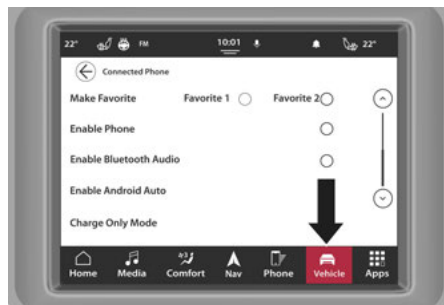 22° FM 10:01 22°
Connected Phone
Make Favorite Favorite 1 Favorite 2
Enable Phone
Enable Bluetooth Audio
Enable Android Auto
Charge Only Mode
Home Media Comfort Nav Phone Vehicle Apps